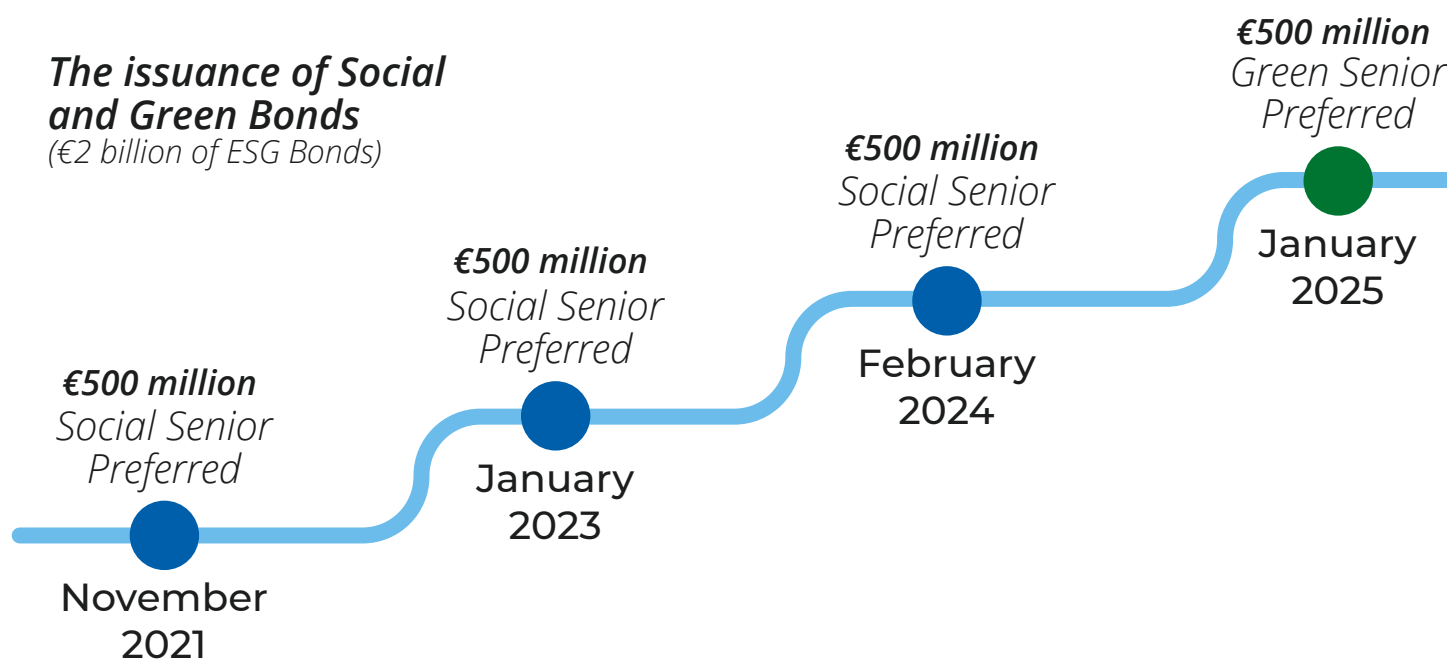 The issuance of Social
and Green Bonds
(€2 billion of ESG Bonds)
€500 million
Social Senior
Preferred
November
2021
€500 million
Social Senior
Preferred
January
2023
€500 million
Social Senior
Preferred
February
2024
€500 million
Green Senior
Preferred
January
2025